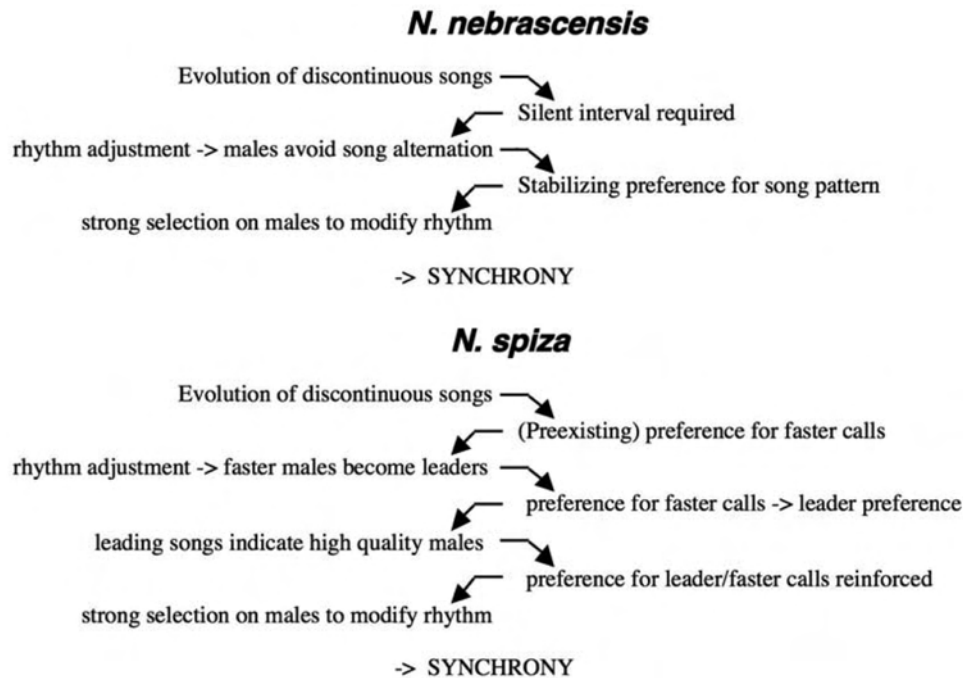 N. nebrascensis
Evolution of discontinuous songs
Silent interval required
rhythm adjustment -> males avoid song alternation
Stabilizing preference for song pattern
strong selection on males to modify rhythm
-> SYNCHRONY
N. spiza
Evolution of discontinuous songs
(Preexisting) preference for faster calls
rhythm adjustment -> faster males become leaders
preference for faster calls -> leader preference
leading songs indicate high quality males
preference for leader/faster calls reinforced
strong selection on males to modify rhythm
-> SYNCHRONY